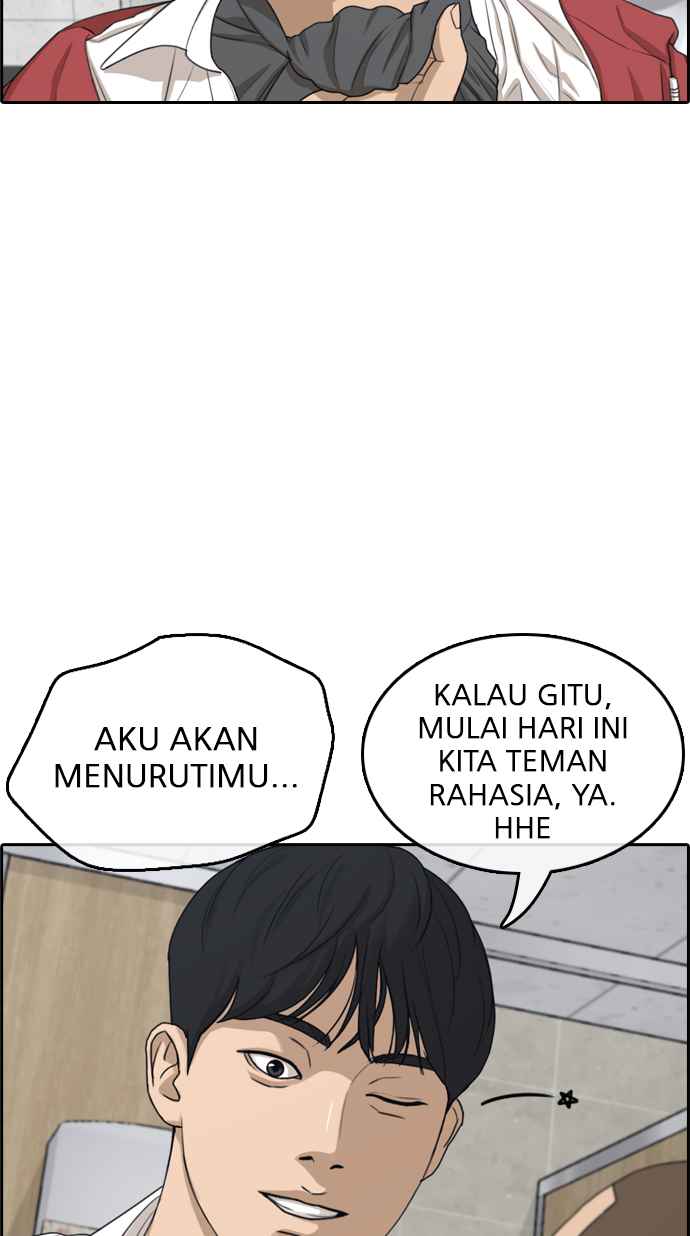 AKU AKAN
MENURUTIMU...
KALAU GITU,
MULAI HARI INI
KITA TEMAN
RAHASIA, YA.
HHE